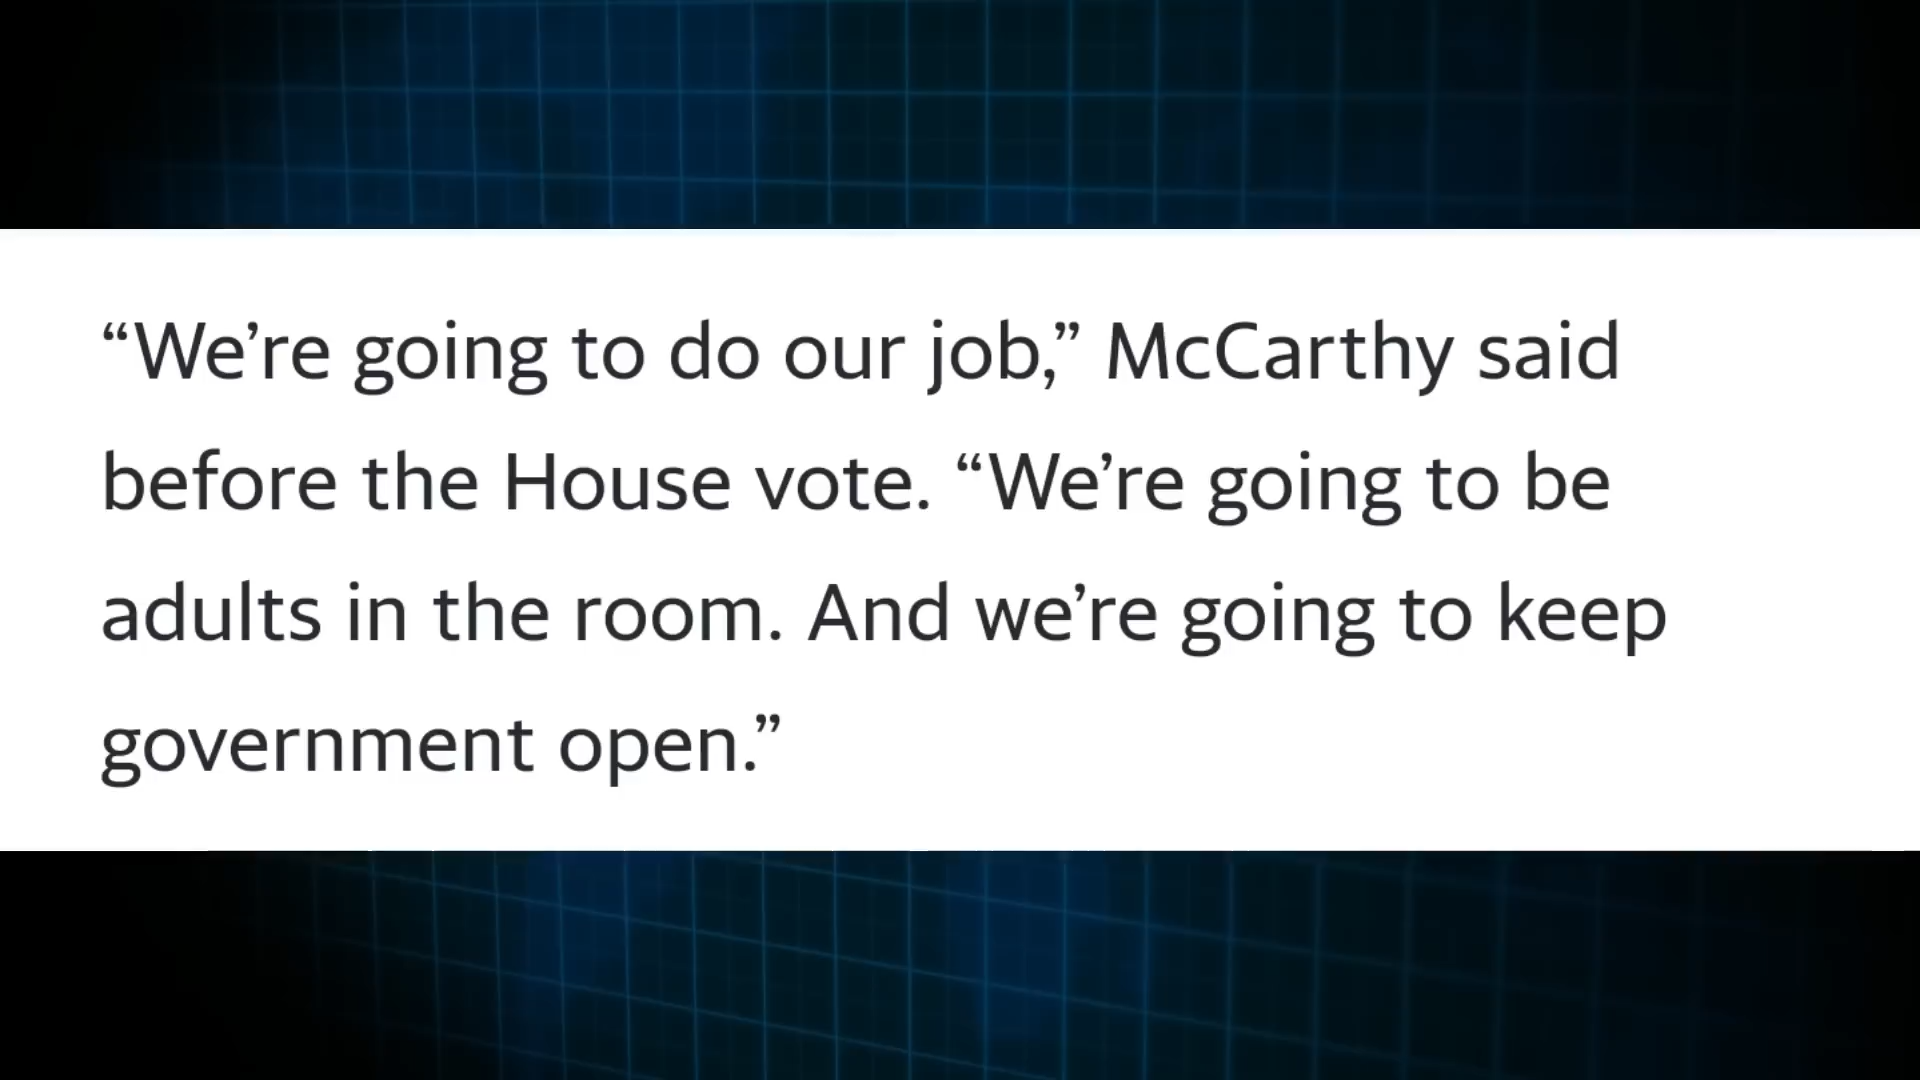 “We’re going to do our job,” McCarthy said
before the House vote. “We’re going to be
adults in the room. And we’re going to keep
government open.”